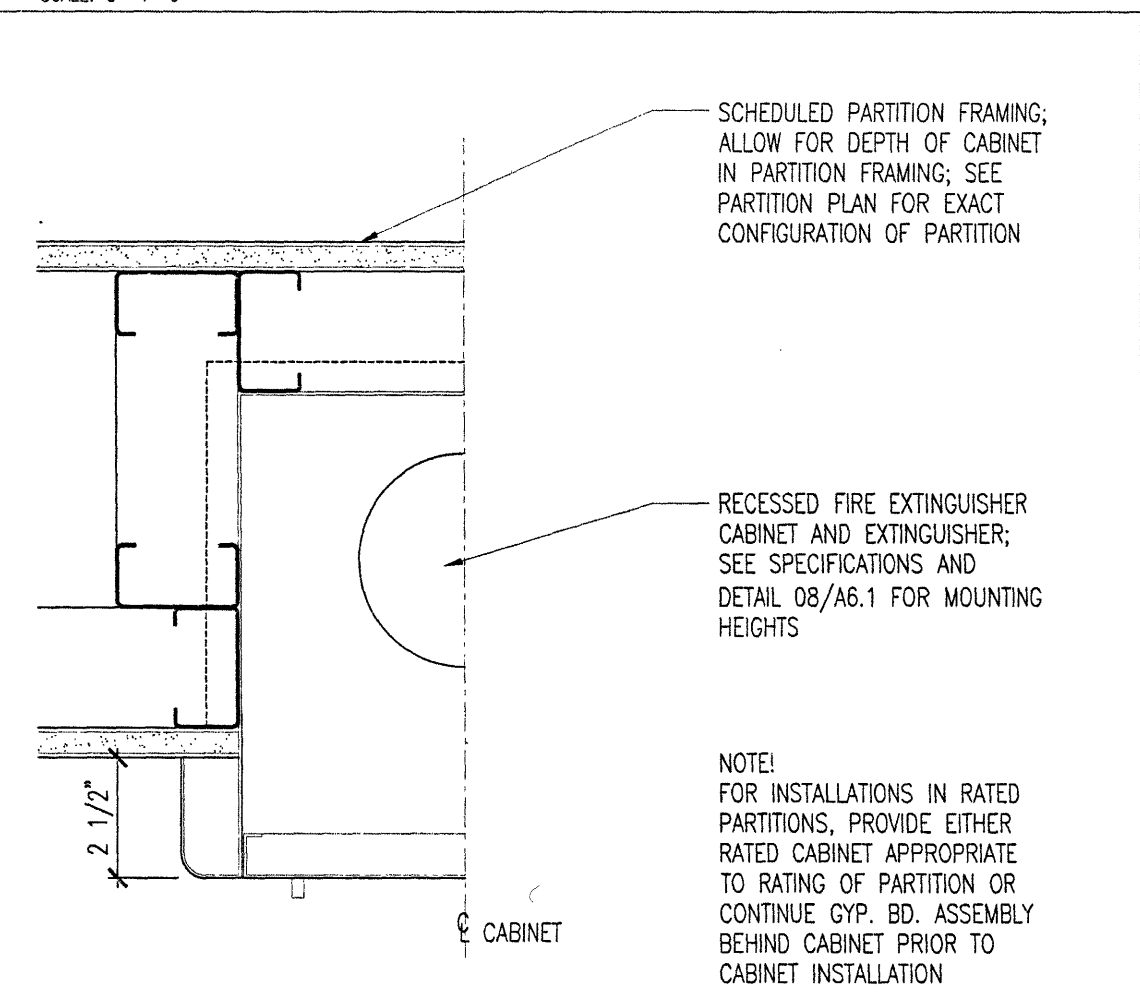 SCHEDULED PARTITION FRAMING;
ALLOW FOR DEPTH OF CABINET
IN PARTITION FRAMING; SEE
PARTITION PLAN FOR EXACT
CONFIGURATION OF PARTITION
RECESSED FIRE EXTINGUISHER
CABINET AND EXTINGUISHER;
SEE SPECIFICATIONS AND
DETAIL 08/A6.1 FOR MOUNTING
HEIGHTS
NOTE!
FOR INSTALLATIONS IN RATED
PARTITIONS, PROVIDE EITHER
RATED CABINET APPROPRIATE
TO RATING OF PARTITION OR
CONTINUE GYP. BD. ASSEMBLY
BEHIND CABINET PRIOR TO
CABINET INSTALLATION
2 1/2"
℄ CABINET